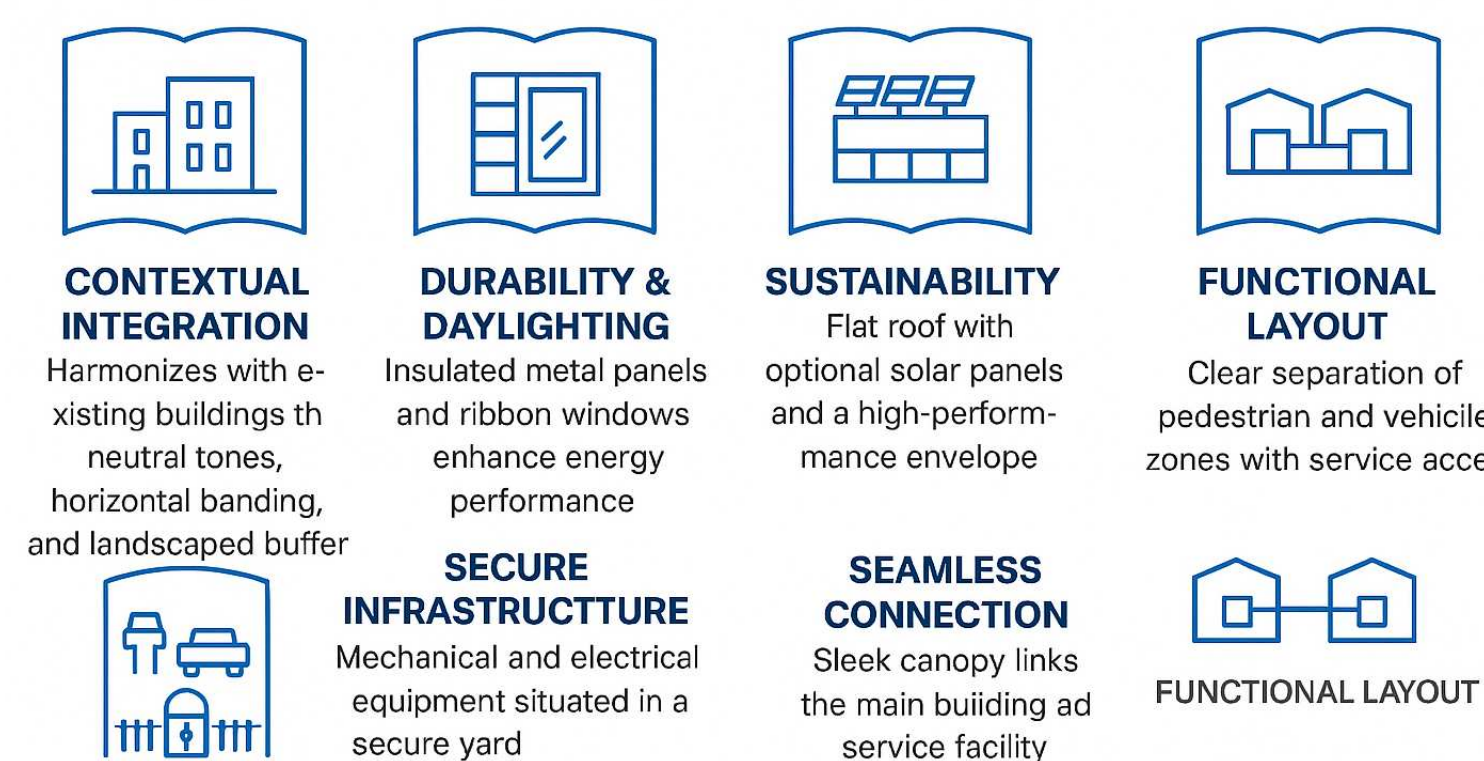 CONTEXTUAL
INTEGRATION
Harmonizes with e-
xisting buildings th
neutral tones,
horizontal banding,
and landscaped buffer
DURABILITY &
DAYLIGHTING
Insulated metal panels
and ribbon windows
enhance energy
performance
SUSTAINABILITY
Flat roof with
optional solar panels
and a high-perform-
mance envelope
FUNCTIONAL
LAYOUT
Clear separation of
pedestrian and vehicile
zones with service acce
SECURE
INFRASTRUCTTURE
Mechanical and electrical
equipment situated in a
secure yard
SEAMLESS
CONNECTION
Sleek canopy links
the main buiiding ad
service facility
FUNCTIONAL LAYOUT